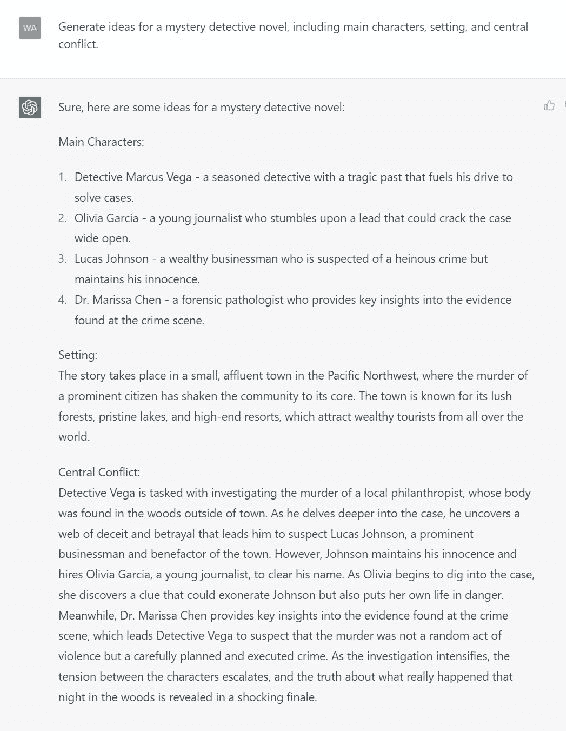 WA
Generate ideas for a mystery detective novel, including main characters, setting, and central
conflict.
Sure, here are some ideas for a mystery detective novel:
Main Characters:
1. Detective Marcus Vega - a seasoned detective with a tragic past that fuels his drive to
solve cases.
2. Olivia Garcia - a young journalist who stumbles upon a lead that could crack the case
wide open.
3. Lucas Johnson - a wealthy businessman who is suspected of a heinous crime but
maintains his innocence.
4. Dr. Marissa Chen - a forensic pathologist who provides key insights into the evidence
found at the crime scene.
Setting:
The story takes place in a small, affluent town in the Pacific Northwest, where the murder of
a prominent citizen has shaken the community to its core. The town is known for its lush
forests, pristine lakes, and high-end resorts, which attract wealthy tourists from all over the
world.
Central Conflict:
Detective Vega is tasked with investigating the murder of a local philanthropist, whose body
was found in the woods outside of town. As he delves deeper into the case, he uncovers a
web of deceit and betrayal that leads him to suspect Lucas Johnson, a prominent
businessman and benefactor of the town. However, Johnson maintains his innocence and
hires Olivia Garcia, a young journalist, to clear his name. As Olivia begins to dig into the case,
she discovers a clue that could exonerate Johnson but also puts her own life in danger.
Meanwhile, Dr. Marissa Chen provides key insights into the evidence found at the crime
scene, which leads Detective Vega to suspect that the murder was not a random act of
violence but a carefully planned and executed crime. As the investigation intensifies, the
tension between the characters escalates, and the truth about what really happened that
night in the woods is revealed in a shocking finale.